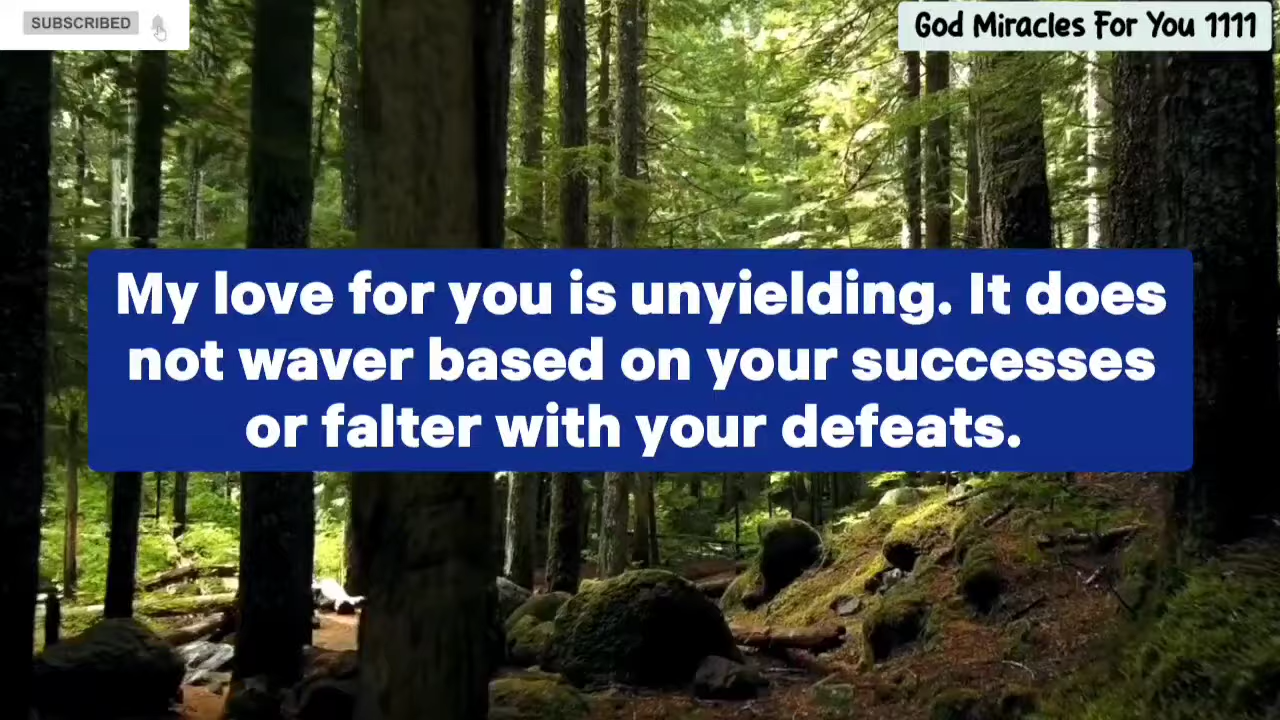 SUBSCRIBED
God Miracles For You 1111
My love for you is unyielding. It does
not waver based on your successes
or falter with your defeats.